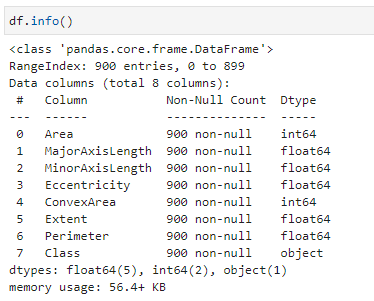 df.info()
<class 'pandas.core.frame.DataFrame'>
RangeIndex: 900 entries, 0 to 899
Data columns (total 8 columns):
 #   Column           Non-Null Count  Dtype
---  ------           --------------  -----
 0   Area             900 non-null    int64
 1   MajorAxisLength  900 non-null    float64
 2   MinorAxisLength  900 non-null    float64
 3   Eccentricity     900 non-null    float64
 4   ConvexArea       900 non-null    int64
 5   Extent           900 non-null    float64
 6   Perimeter        900 non-null    float64
 7   Class            900 non-null    object
dtypes: float64(5), int64(2), object(1)
memory usage: 56.4+ KB